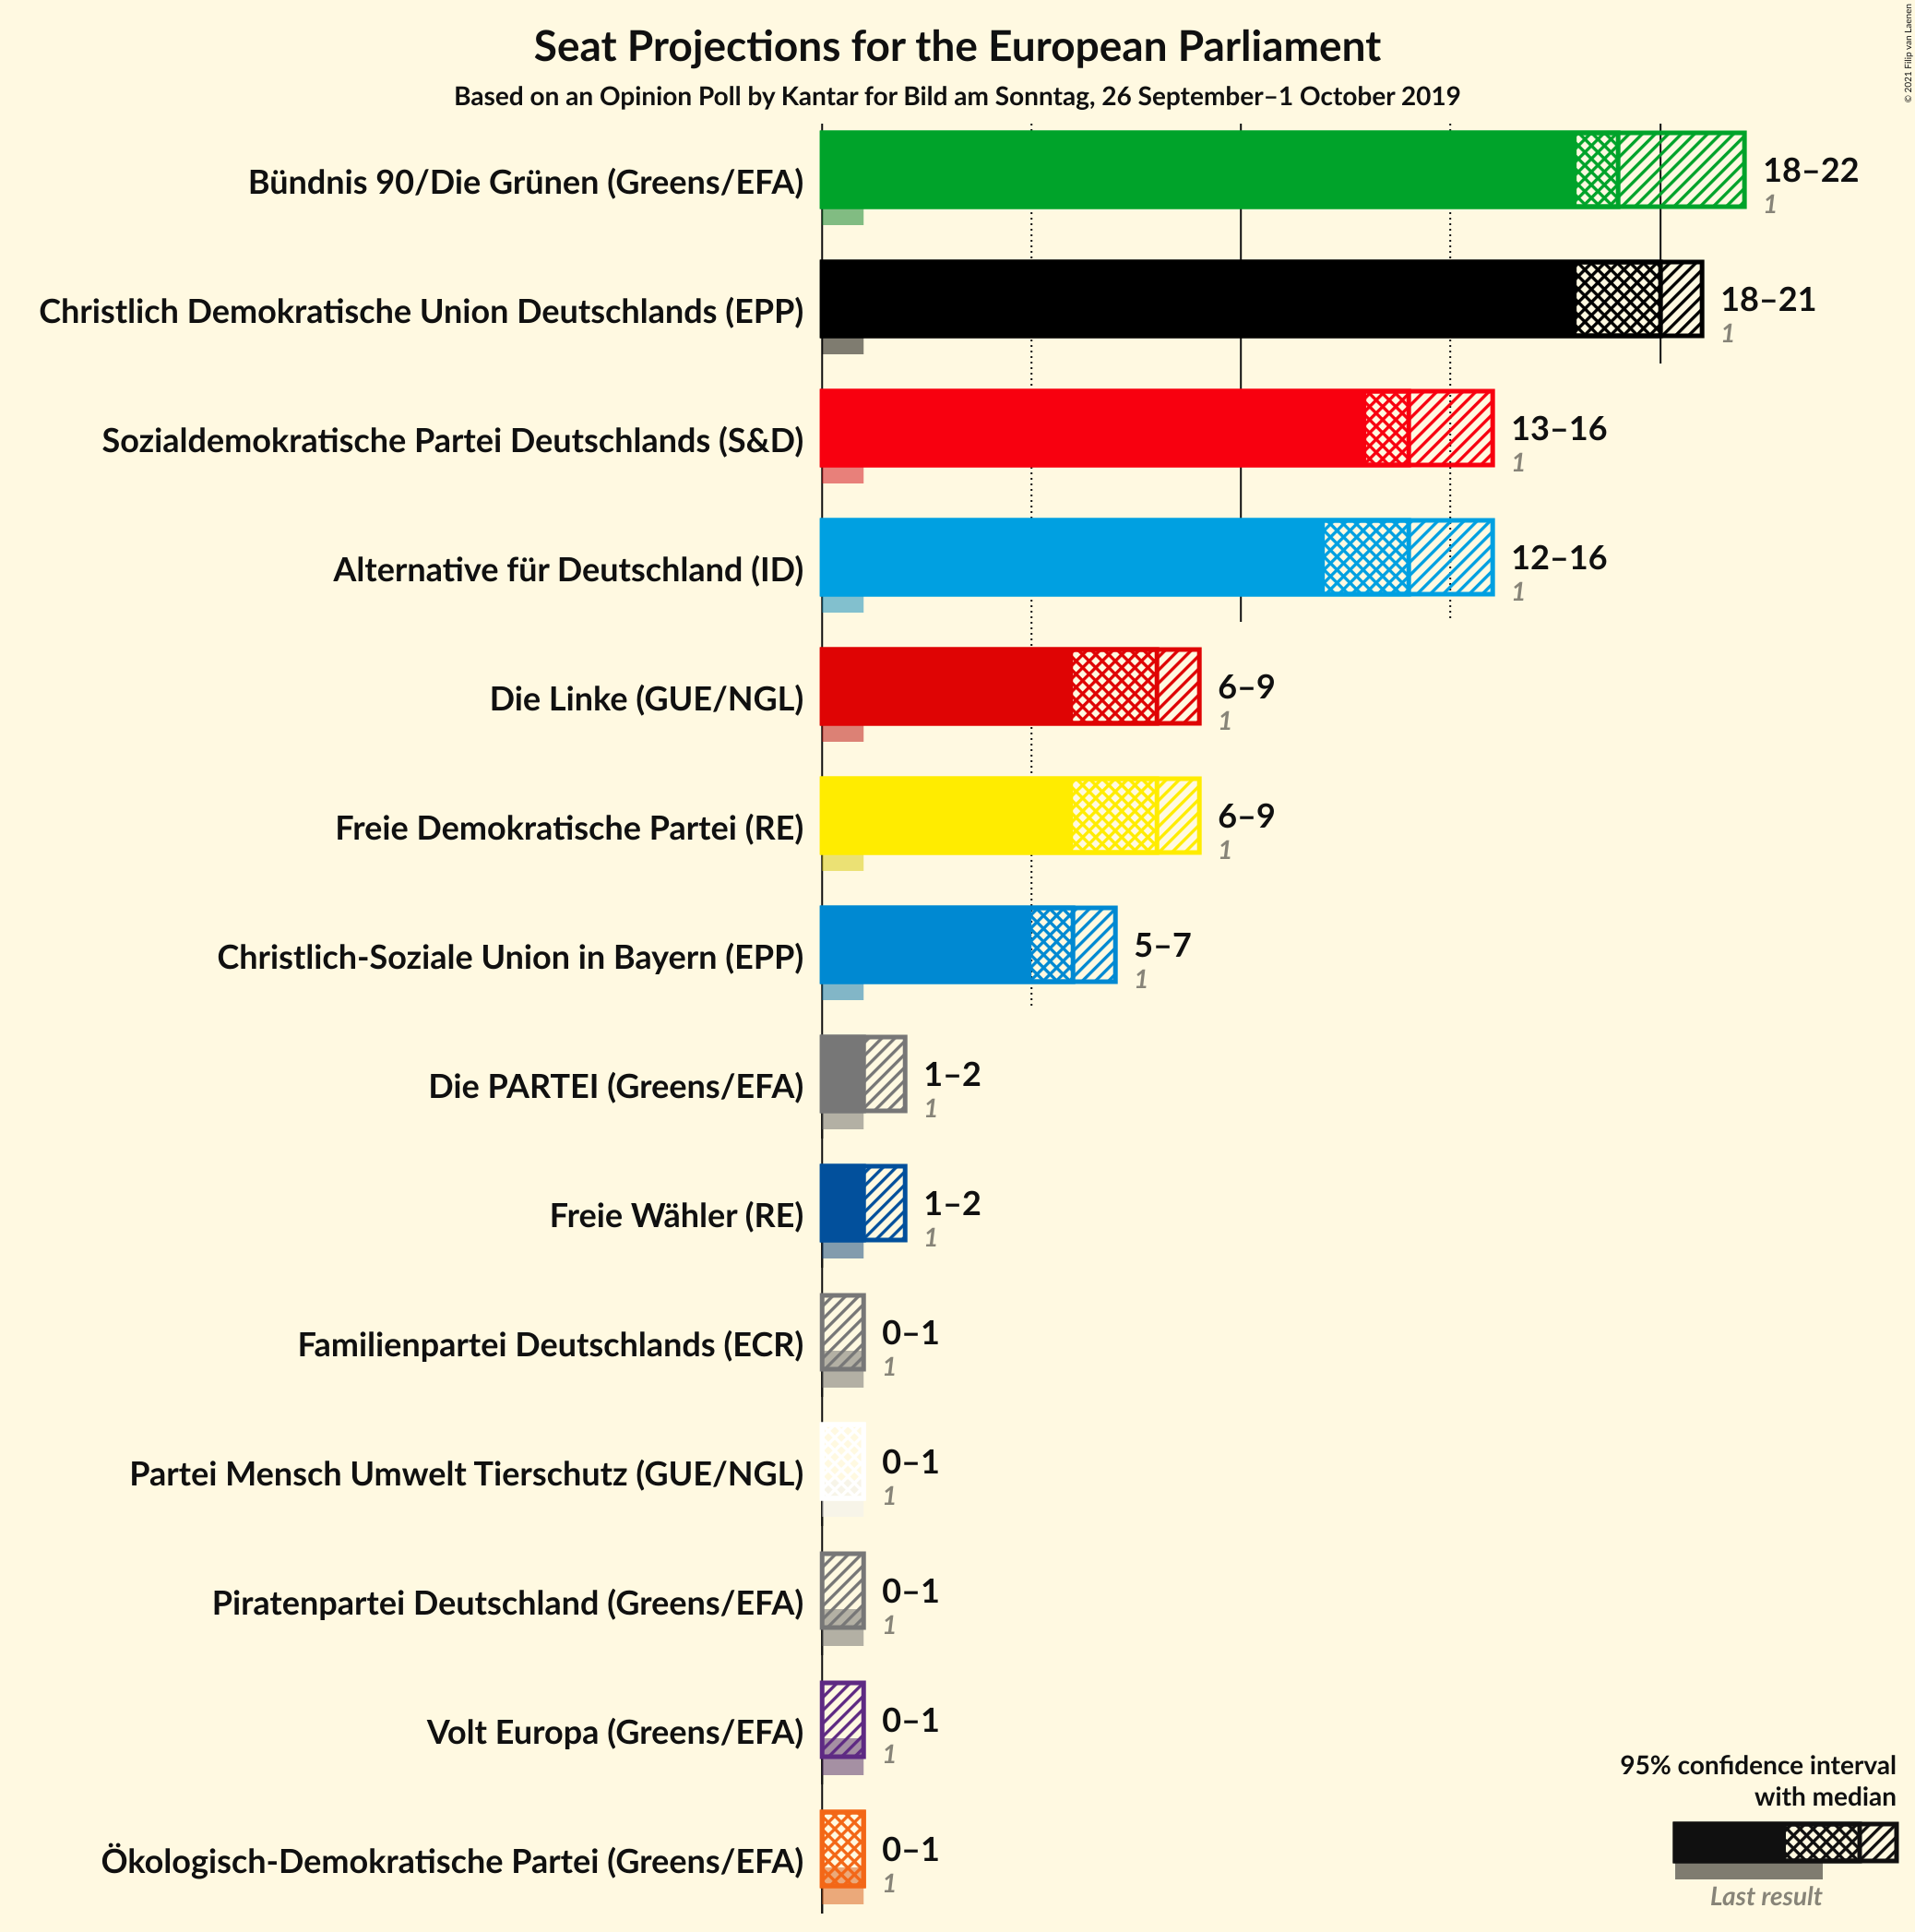 Seat Projections for the European Parliament
Based on an Opinion Poll by Kantar for Bild am Sonntag, 26 September–1 October 2019
© 2021 Filip van Laenen
Bündnis 90/Die Grünen (Greens/EFA)
18–22
1
Christlich Demokratische Union Deutschlands (EPP)
18–21
1
Sozialdemokratische Partei Deutschlands (S&D)
13–16
1
Alternative für Deutschland (ID)
12–16
1
Die Linke (GUE/NGL)
6–9
1
Freie Demokratische Partei (RE)
6–9
1
Christlich-Soziale Union in Bayern (EPP)
5–7
1
Die PARTEI (Greens/EFA)
1–2
1
Freie Wähler (RE)
1–2
1
Familienpartei Deutschlands (ECR)
0–1
1
Partei Mensch Umwelt Tierschutz (GUE/NGL)
0–1
1
Piratenpartei Deutschland (Greens/EFA)
0–1
1
Volt Europa (Greens/EFA)
0–1
1
Ökologisch-Demokratische Partei (Greens/EFA)
0–1
1
95% confidence interval
with median
Last result